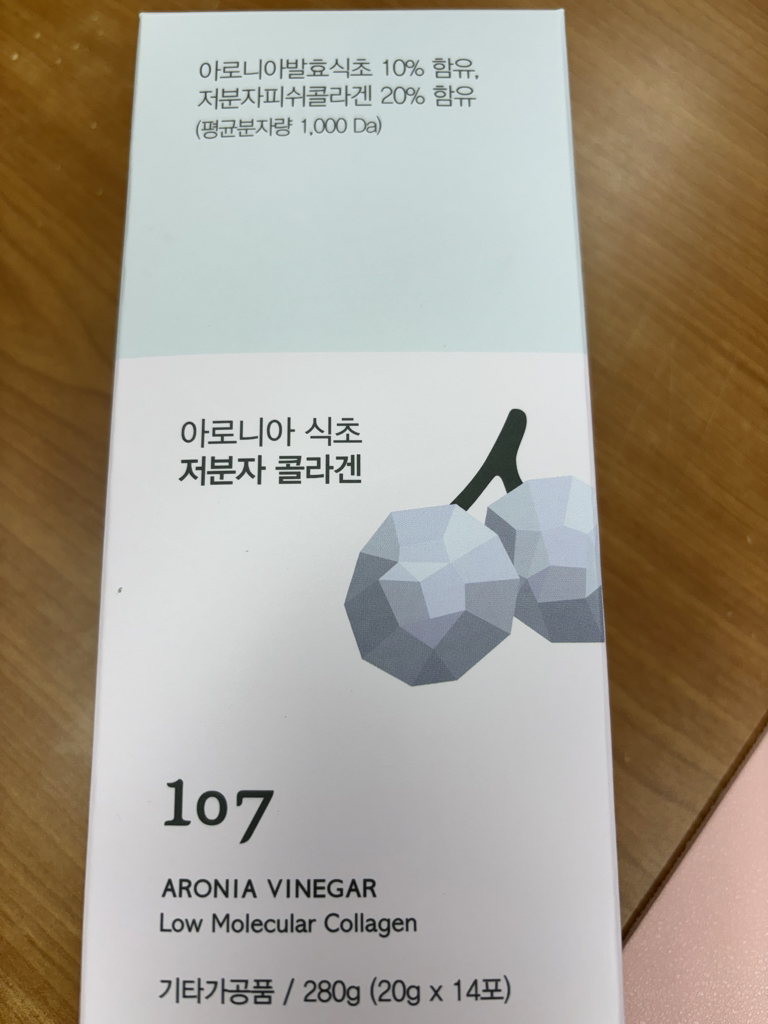 아로니아발효식초 10% 함유,
저분자피쉬콜라겐 20% 함유
(평균분자량 1,000 Da)
아로니아 식초
저분자 콜라겐
107
ARONIA VINEGAR
Low Molecular Collagen
기타가공품 / 280g (20g x 14포)